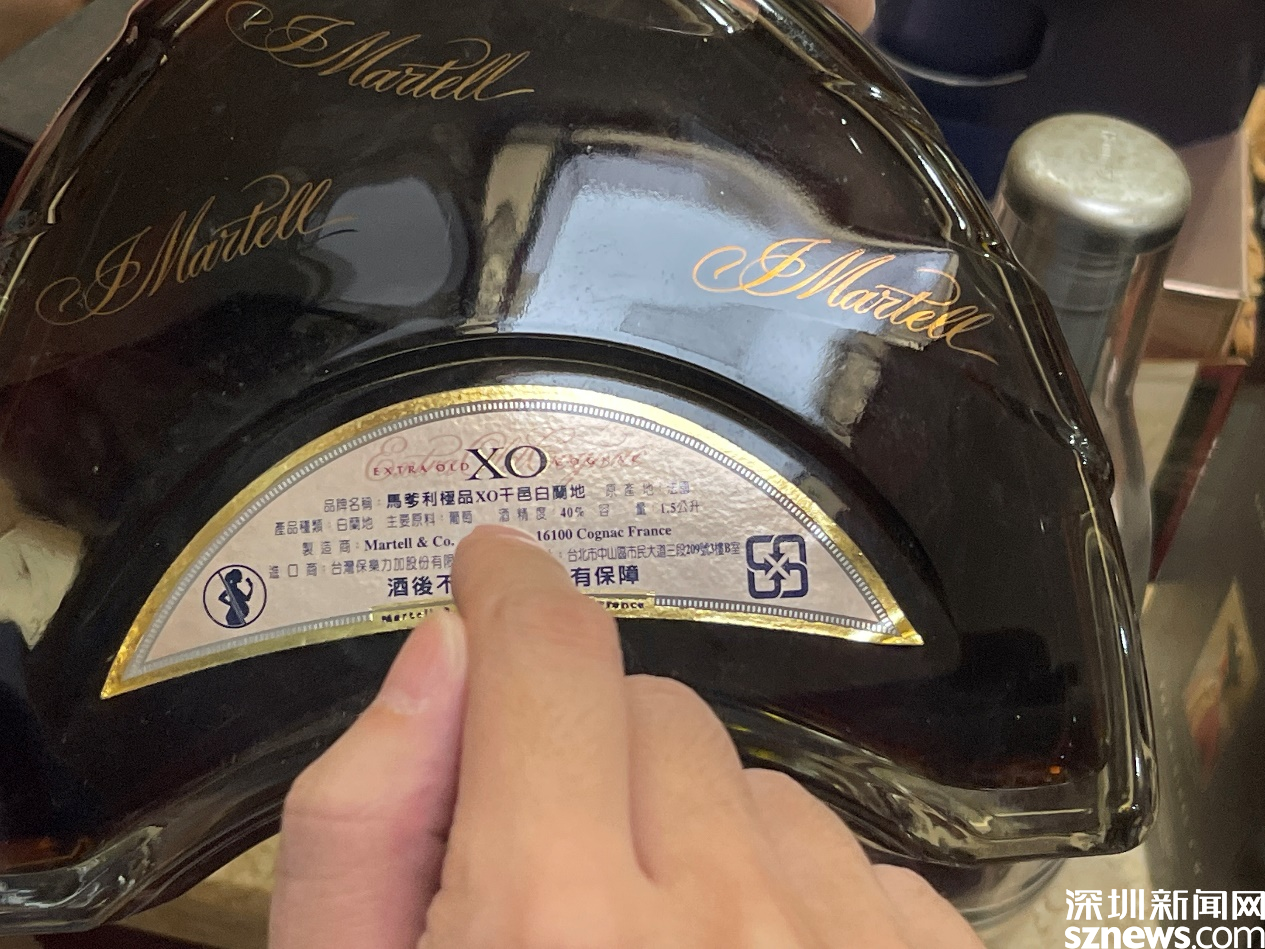 J Martell
J Martell
J Martell
EXTRA OLD XO COGNAC
品牌名稱：馬爹利極品XO干邑白蘭地 原產地：法國
產品種類：白蘭地 主要原料：葡萄 酒精度 40% 容 量 1.5公升
製造商：Martell & Co. 16100 Cognac France
進口商：台灣保樂力加股份有限 台北市中山區市民大道三段209號3樓B室
酒後不 有保障
Martell France
深圳新闻网
sznews.com